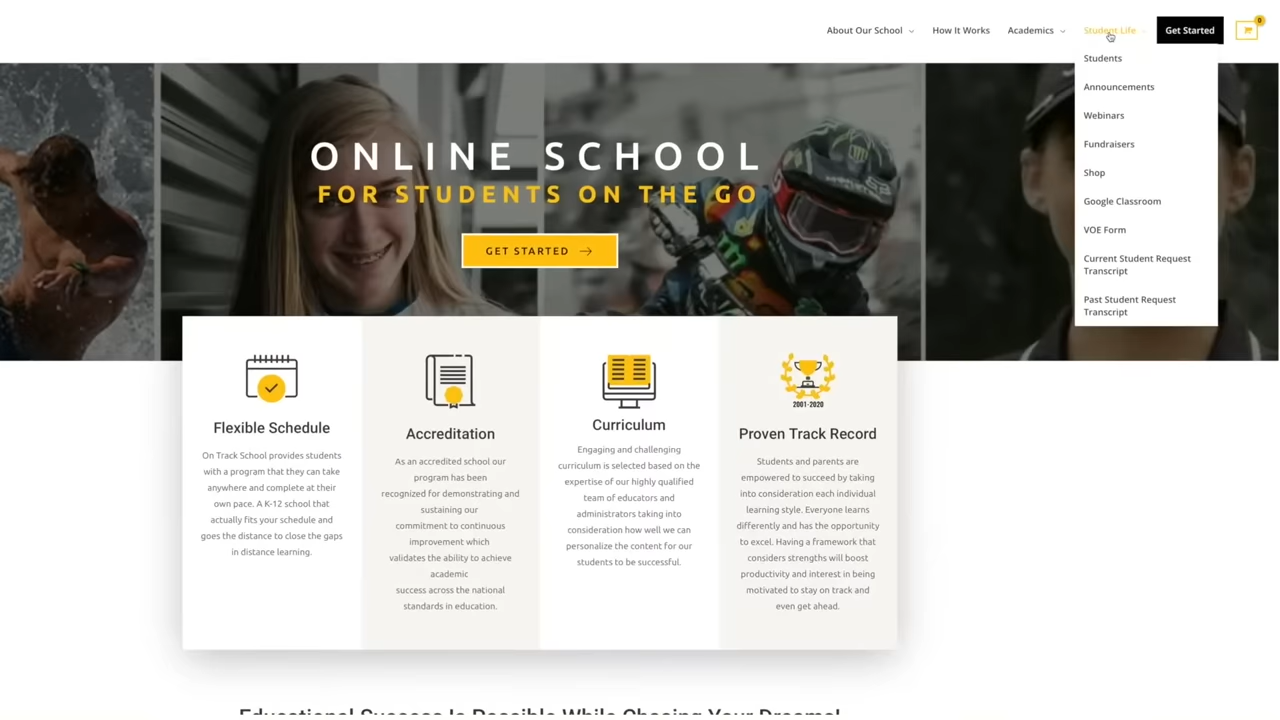 About Our School
How It Works
Academics
Student Life
Get Started
0
Students
Announcements
Webinars
Fundraisers
Shop
Google Classroom
VOE Form
Current Student Request
Transcript
Past Student Request
Transcript
ONLINE SCHOOL
FOR STUDENTS ON THE GO
GET STARTED
Flexible Schedule
On Track School provides students
with a program that they can take
anywhere and complete at their
own pace. A K-12 school that
actually fits your schedule and
goes the distance to close the gaps
in distance learning.
Accreditation
As an accredited school our
program has been
recognized for demonstrating and
sustaining our
commitment to continuous
improvement which
validates the ability to achieve
academic
success across the national
standards in education.
Curriculum
Engaging and challenging
curriculum is selected based on the
expertise of our highly qualified
team of educators and
administrators taking into
consideration how well we can
personalize the content for our
students to be successful.
2001-2020
Proven Track Record
Students and parents are
empowered to succeed by taking
into consideration each individual
learning style. Everyone learns
differently and has the opportunity
to excel. Having a framework that
considers strengths will boost
productivity and interest in being
motivated to stay on track and
even get ahead.
Educational Success Is Possible While Chasing Your Dreams!